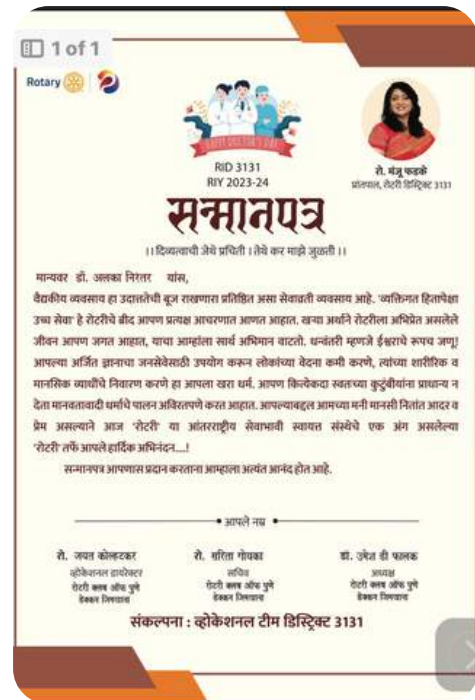 1 of 1
Rotary
HAPPY DOCTOR'S DAY
RID 3131
RIY 2023-24
रो. मंजू फडके
प्रांतपाल, रोटरी डिस्ट्रिक्ट 3131
सन्मानपत्र
।। दिव्यत्वाची जेथे प्रचिती । तेथे कर माझे जुळती ।।
मान्यवर डॉ. अलका निरंतर यांस,
वैद्यकीय व्यवसाय हा उदात्ततेची बूज राखणारा प्रतिष्ठित असा सेवाव्रती व्यवसाय आहे. 'व्यक्तिगत हितापेक्षा
उच्च सेवा' हे रोटरीचे ब्रीद आपण प्रत्यक्ष आचरणात आणत आहात. खऱ्या अर्थाने रोटरीला अभिप्रेत असलेले
जीवन आपण जगत आहात, याचा आम्हांला सार्थ अभिमान वाटतो. धन्वंतरी म्हणजे ईश्वराचे रूपच जणू!
आपल्या अर्जित ज्ञानाचा जनसेवेसाठी उपयोग करून लोकांच्या वेदना कमी करणे, त्यांच्या शारीरिक व
मानसिक व्याधींचे निवारण करणे हा आपला खरा धर्म. आपण कित्येकदा स्वतःच्या कुटुंबीयांना प्राधान्य न
देता मानवतावादी धर्माचे पालन अविरतपणे करत आहात. आपल्याबद्दल आमच्या मनी मानसी नितांत आदर व
प्रेम असल्याने आज 'रोटरी' या आंतरराष्ट्रीय सेवाभावी स्वायत्त संस्थेचे एक अंग असलेल्या
'रोटरी' तर्फे आपले हार्दिक अभिनंदन....!
सन्मानपत्र आपणास प्रदान करताना आम्हाला अत्यंत आनंद होत आहे.
आपले नम्र
रो. जयंत कोल्हटकर
व्होकेशनल डायरेक्टर
रोटरी क्लब ऑफ पुणे
डेक्कन जिमखाना
रो. सरिता गोयंका
सचिव
रोटरी क्लब ऑफ पुणे
डेक्कन जिमखाना
डॉ. उमेश डी फालक
अध्यक्ष
रोटरी क्लब ऑफ पुणे
डेक्कन जिमखाना
संकल्पना : व्होकेशनल टीम डिस्ट्रिक्ट 3131